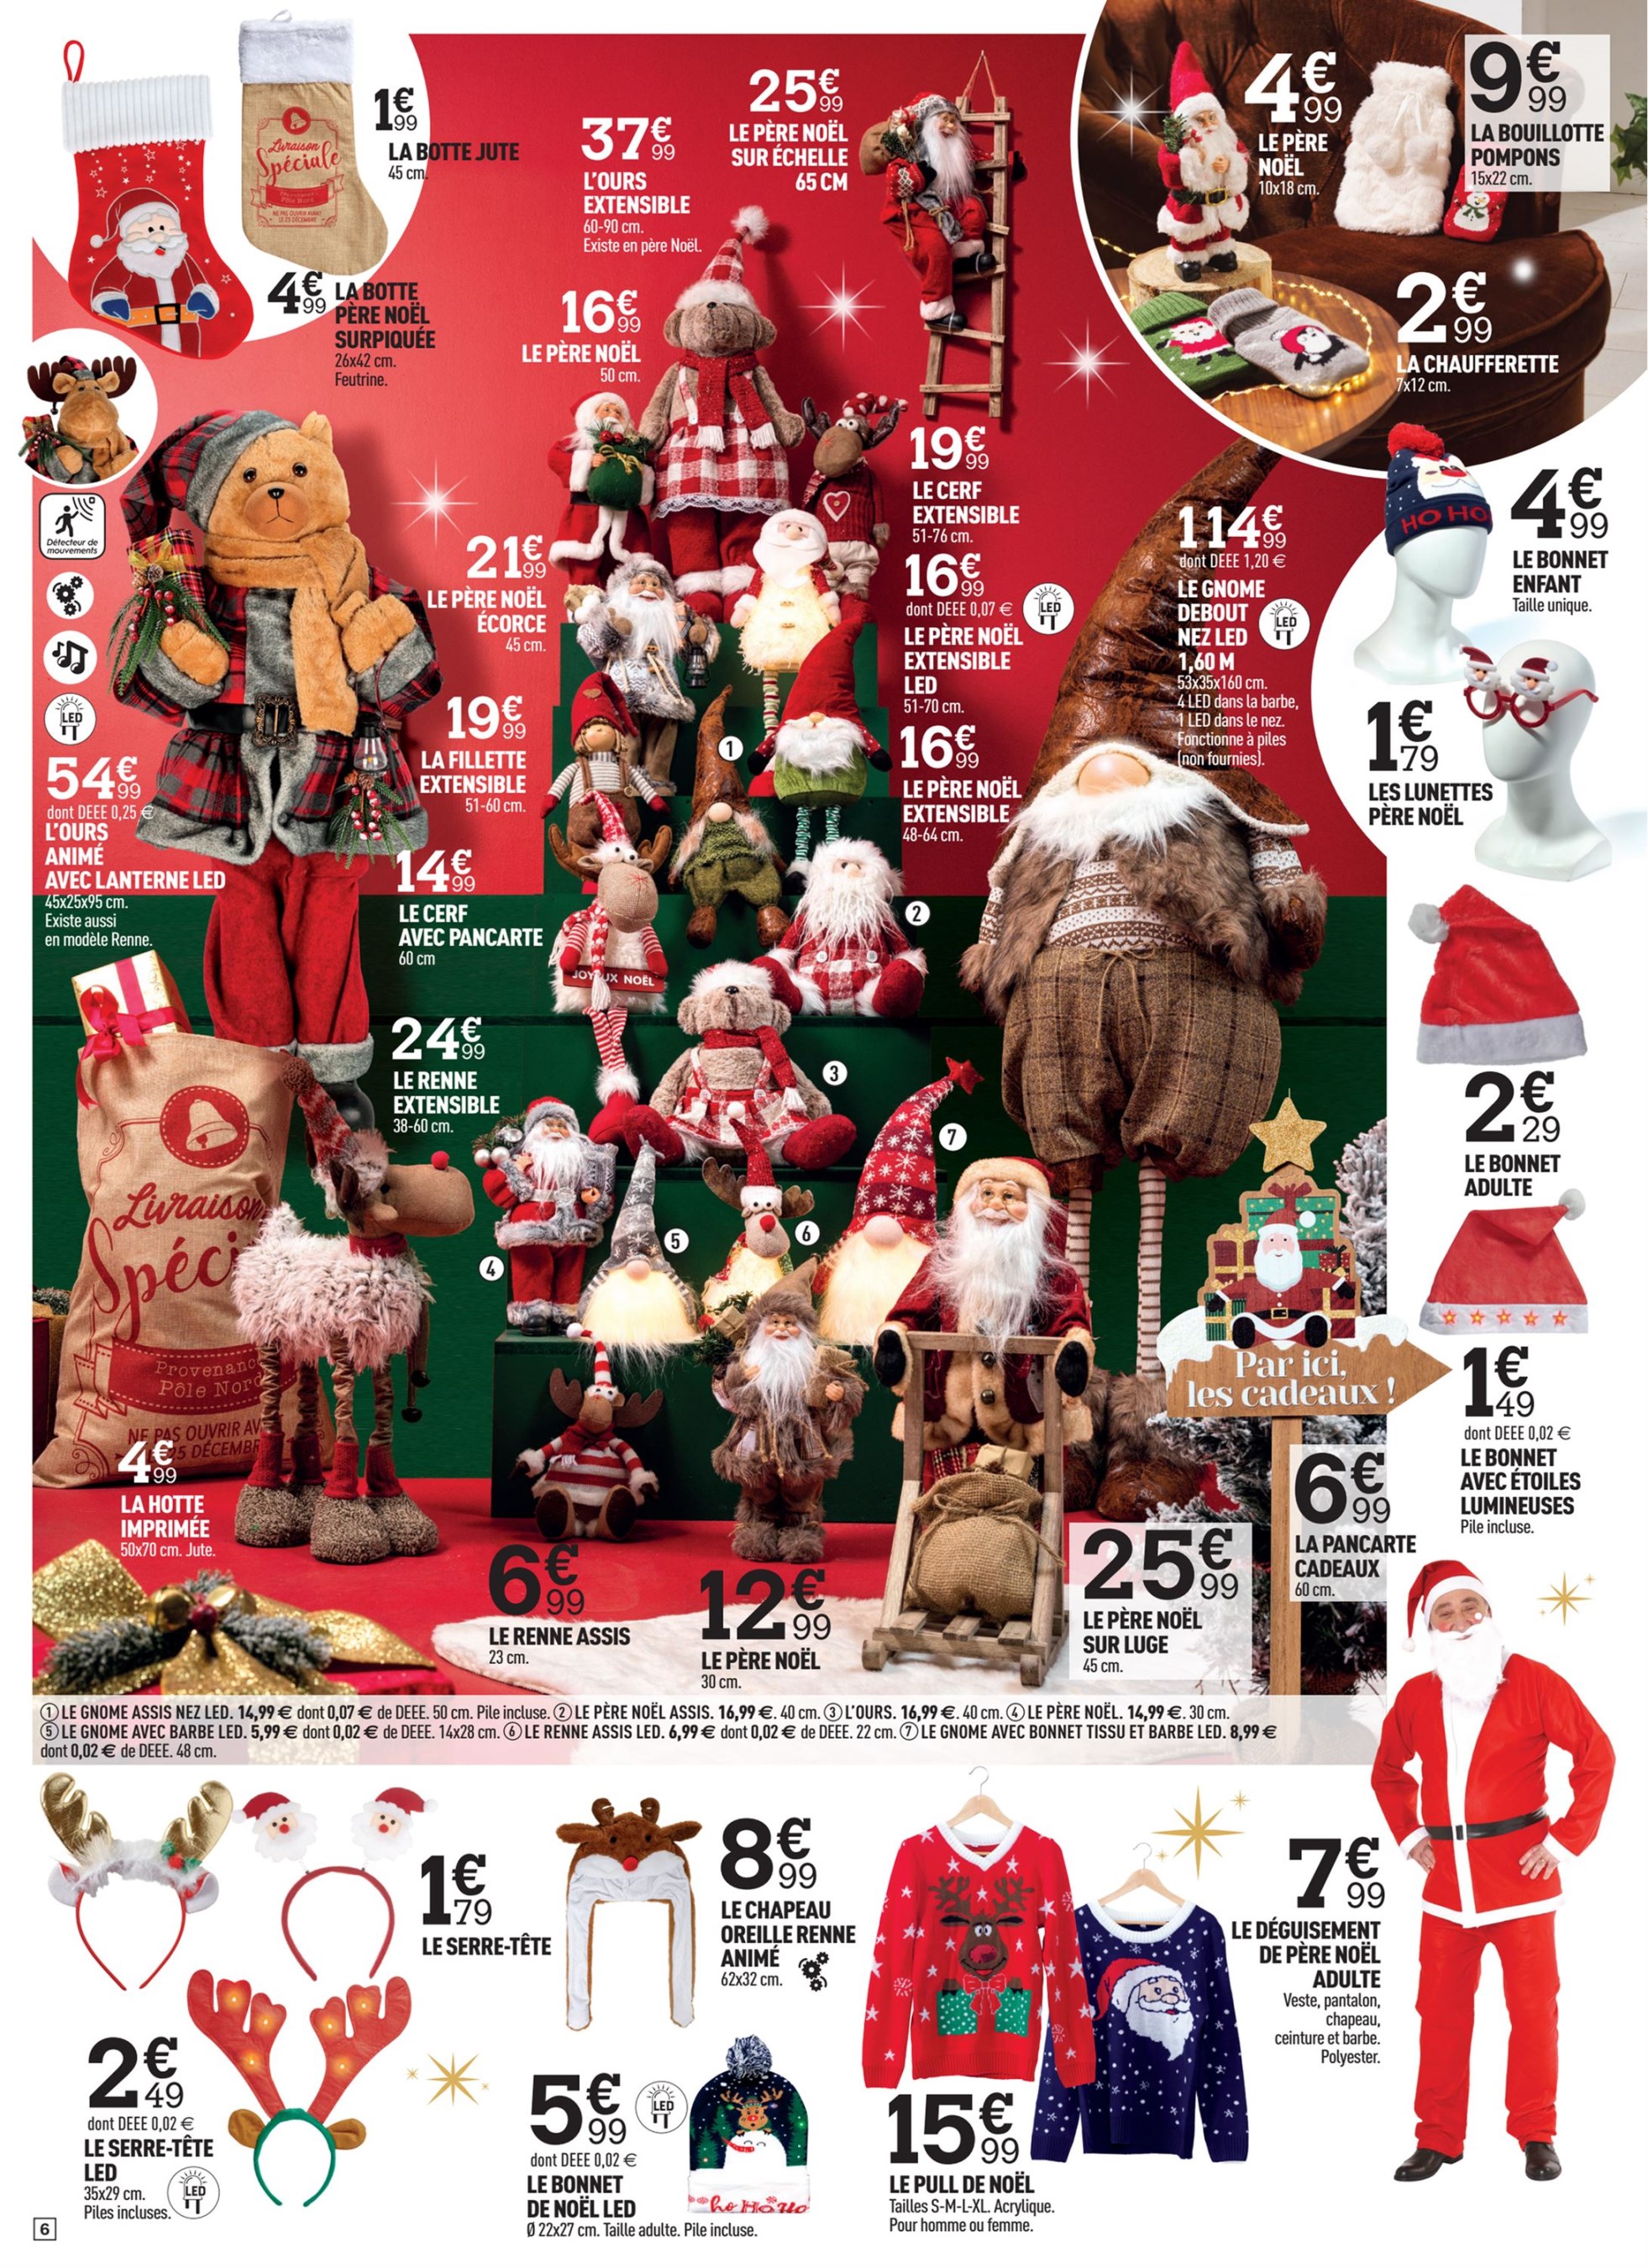 Livraison
Spéciale
1€99
LA BOTTE JUTE
45 cm.
4€99
LA BOTTE
PÈRE NOËL
SURPIQUÉE
26x42 cm.
Feutrine.
37€99
L'OURS
EXTENSIBLE
60-90 cm.
Existe en père Noël.
25€99
LE PÈRE NOËL
SUR ÉCHELLE
65 CM
16€99
LE PÈRE NOËL
50 cm.
4€99
LE PÈRE
NOËL
10x18 cm.
9€99
LA BOUILLOTTE
POMPONS
15x22 cm.
2€99
LA CHAUFFERETTE
7x12 cm.
Détecteur de
mouvements
LED
54€99
dont DEEE 0,25 €
L'OURS
ANIMÉ
AVEC LANTERNE LED
45x25x95 cm.
Existe aussi
en modèle Renne.
21€99
LE PÈRE NOËL
ÉCORCE
45 cm.
19€99
LA FILLETTE
EXTENSIBLE
51-60 cm.
14€99
LE CERF
AVEC PANCARTE
60 cm
JOYEUX NOËL
24€99
LE RENNE
EXTENSIBLE
38-60 cm.
19€99
LE CERF
EXTENSIBLE
51-76 cm.
16€99
dont DEEE 0,07 €
LED
LE PÈRE NOËL
EXTENSIBLE
LED
51-70 cm.
16€99
LE PÈRE NOËL
EXTENSIBLE
48-64 cm.
114€99
dont DEEE 1,20 €
LE GNOME
DEBOUT
NEZ LED
LED
1,60 M
53x35x160 cm.
4 LED dans la barbe,
1 LED dans le nez.
Fonctionne à piles
(non fournies).
HO HO
4€99
LE BONNET
ENFANT
Taille unique.
1€79
LES LUNETTES
PÈRE NOËL
2€29
LE BONNET
ADULTE
1€49
dont DEEE 0,02 €
LE BONNET
AVEC ÉTOILES
LUMINEUSES
Pile incluse.
1
2
3
4
5
6
7
Livraison
Spéci
Provenanc
Pôle Nord
NE PAS OUVRIR AV
25 DÉCEMBR
4€99
LA HOTTE
IMPRIMÉE
50x70 cm. Jute.
Par ici,
les cadeaux !
6€99
LA PANCARTE
CADEAUX
60 cm.
6€99
LE RENNE ASSIS
23 cm.
12€99
LE PÈRE NOËL
30 cm.
25€99
LE PÈRE NOËL
SUR LUGE
45 cm.
① LE GNOME ASSIS NEZ LED. 14,99 € dont 0,07 € de DEEE. 50 cm. Pile incluse. ② LE PÈRE NOËL ASSIS. 16,99 €. 40 cm. ③ L'OURS. 16,99 €. 40 cm. ④ LE PÈRE NOËL. 14,99 €. 30 cm.
⑤ LE GNOME AVEC BARBE LED. 5,99 € dont 0,02 € de DEEE. 14x28 cm. ⑥ LE RENNE ASSIS LED. 6,99 € dont 0,02 € de DEEE. 22 cm. ⑦ LE GNOME AVEC BONNET TISSU ET BARBE LED. 8,99 €
dont 0,02 € de DEEE. 48 cm.
1€79
LE SERRE-TÊTE
2€49
dont DEEE 0,02 €
LE SERRE-TÊTE
LED
35x29 cm.
Piles incluses.
LED
8€99
LE CHAPEAU
OREILLE RENNE
ANIMÉ
62x32 cm.
5€99
LED
dont DEEE 0,02 €
LE BONNET
DE NOËL LED
Ø 22x27 cm. Taille adulte. Pile incluse.
Ho Ho Ho
15€99
LE PULL DE NOËL
Tailles S-M-L-XL. Acrylique.
Pour homme ou femme.
7€99
LE DÉGUISEMENT
DE PÈRE NOËL
ADULTE
Veste, pantalon,
chapeau,
ceinture et barbe.
Polyester.
6